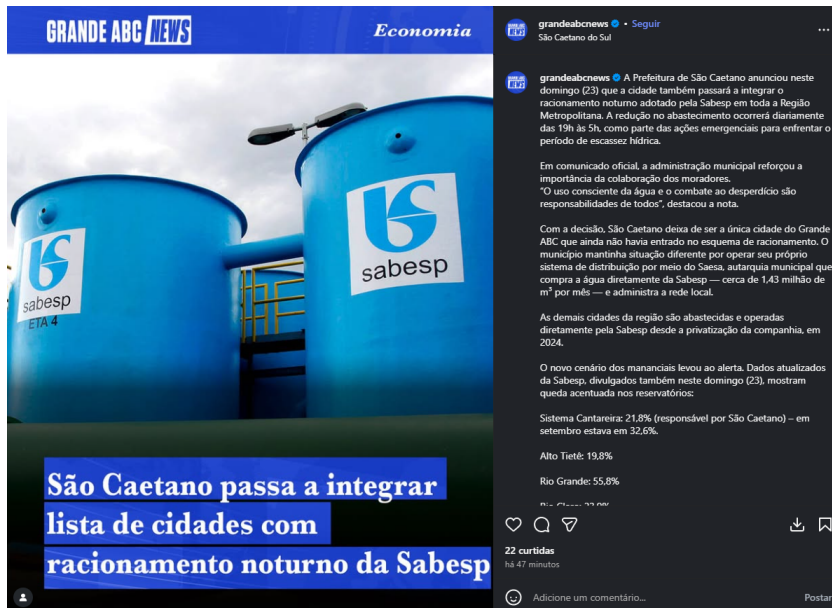 GRANDE ABC NEWS
Economia
sabesp
ETA 4
sabesp
São Caetano passa a integrar
lista de cidades com
racionamento noturno da Sabesp
grandeabcnews • Seguir
São Caetano do Sul
grandeabcnews A Prefeitura de São Caetano anunciou neste
domingo (23) que a cidade também passará a integrar o
racionamento noturno adotado pela Sabesp em toda a Região
Metropolitana. A redução no abastecimento ocorrerá diariamente
das 19h às 5h, como parte das ações emergenciais para enfrentar o
período de escassez hídrica.
Em comunicado oficial, a administração municipal reforçou a
importância da colaboração dos moradores.
“O uso consciente da água e o combate ao desperdício são
responsabilidades de todos”, destacou a nota.
Com a decisão, São Caetano deixa de ser a única cidade do Grande
ABC que ainda não havia entrado no esquema de racionamento. O
município mantinha situação diferente por operar seu próprio
sistema de distribuição por meio do Saesa, autarquia municipal que
compra a água diretamente da Sabesp — cerca de 1,43 milhão de
m³ por mês — e administra a rede local.
As demais cidades da região são abastecidas e operadas
diretamente pela Sabesp desde a privatização da companhia, em
2024.
O novo cenário dos mananciais levou ao alerta. Dados atualizados
da Sabesp, divulgados também neste domingo (23), mostram
queda acentuada nos reservatórios:
Sistema Cantareira: 21,8% (responsável por São Caetano) – em
setembro estava em 32,6%.
Alto Tietê: 19,8%
Rio Grande: 55,8%
22 curtidas
há 47 minutos
Adicione um comentário...
Postar